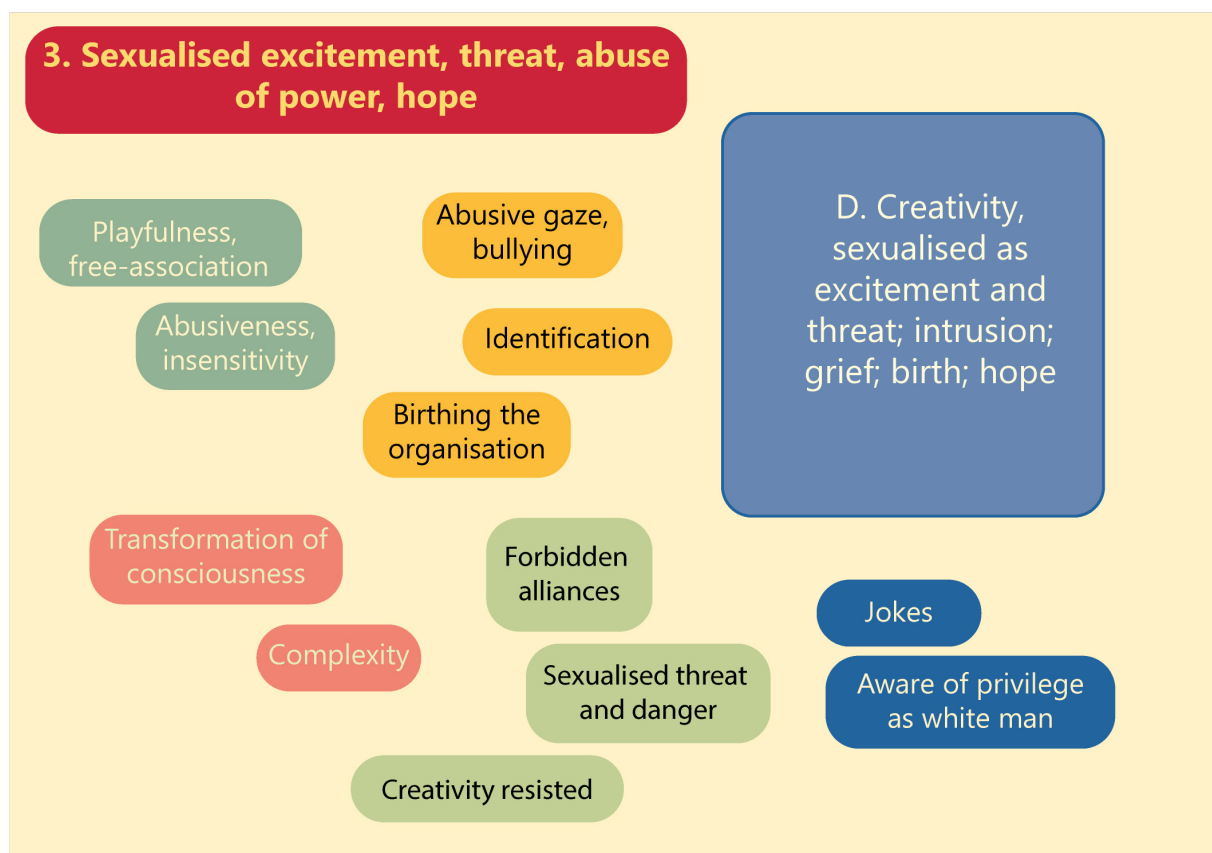 3. Sexualised excitement, threat, abuse
of power, hope
Playfulness,
free-association
Abusiveness,
insensitivity
Abusive gaze,
bullying
Identification
Birthing the
organisation
D. Creativity,
sexualised as
excitement and
threat; intrusion;
grief; birth; hope
Transformation of
consciousness
Complexity
Forbidden
alliances
Sexualised threat
and danger
Creativity resisted
Jokes
Aware of privilege
as white man